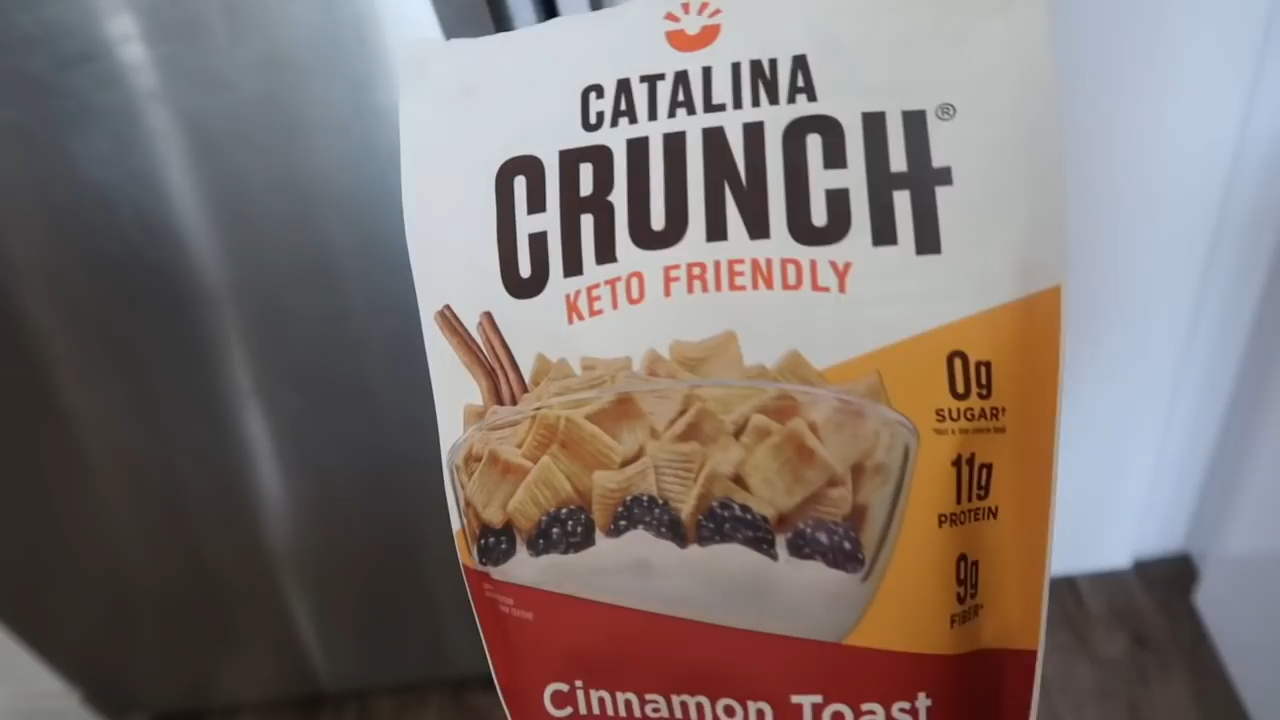 CATALINA
CRUNCH®
KETO FRIENDLY
0g
SUGAR†
11g
PROTEIN
9g
FIBER*
Cinnamon Toast